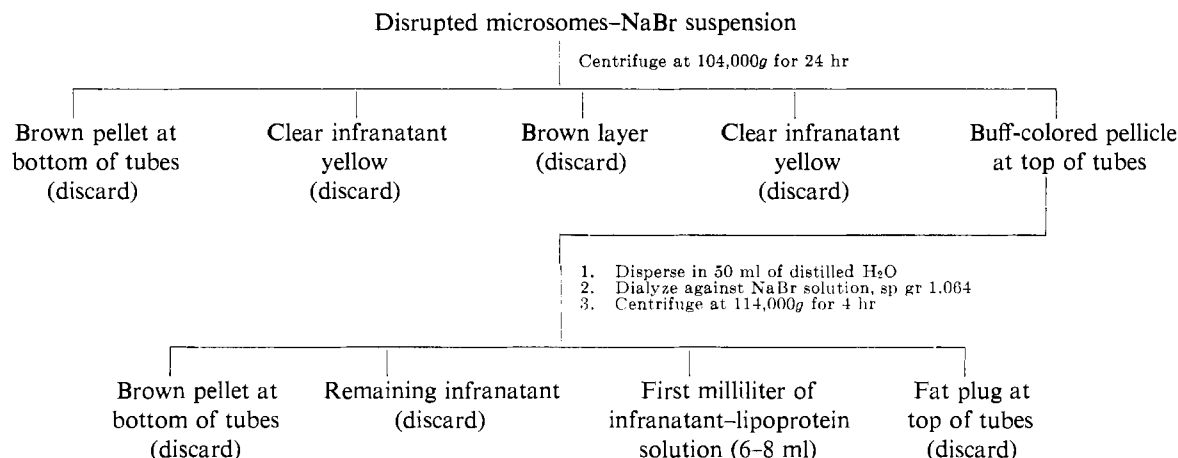 Disrupted microsomes–NaBr suspension
Centrifuge at 104,000g for 24 hr
Brown pellet at
bottom of tubes
(discard)
Clear infranatant
yellow
(discard)
Brown layer
(discard)
Clear infranatant
yellow
(discard)
Buff-colored pellicle
at top of tubes
1. Disperse in 50 ml of distilled H₂O
2. Dialyze against NaBr solution, sp gr 1.064
3. Centrifuge at 114,000g for 4 hr
Brown pellet at
bottom of tubes
(discard)
Remaining infranatant
(discard)
First milliliter of
infranatant–lipoprotein
solution (6–8 ml)
Fat plug at
top of tubes
(discard)